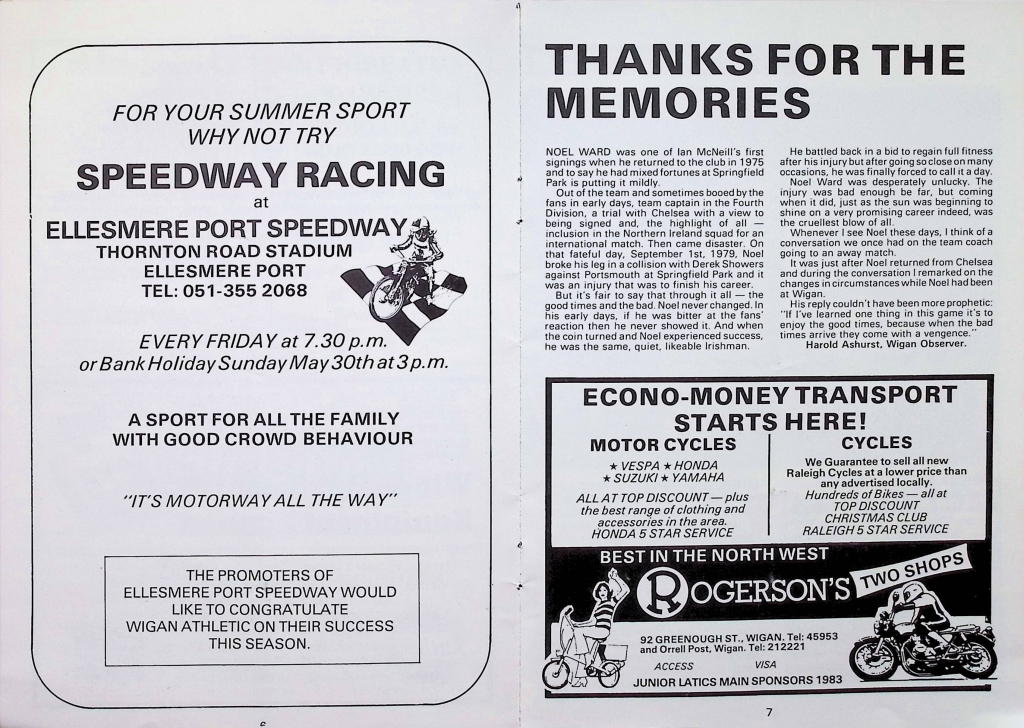 FOR YOUR SUMMER SPORT
WHY NOT TRY
SPEEDWAY RACING
at
ELLESMERE PORT SPEEDWAY
THORNTON ROAD STADIUM
ELLESMERE PORT
TEL: 051-355 2068
EVERY FRIDAY at 7.30 p.m.
or Bank Holiday Sunday May 30th at 3 p.m.
A SPORT FOR ALL THE FAMILY
WITH GOOD CROWD BEHAVIOUR
"IT'S MOTORWAY ALL THE WAY"
THE PROMOTERS OF
ELLESMERE PORT SPEEDWAY WOULD
LIKE TO CONGRATULATE
WIGAN ATHLETIC ON THEIR SUCCESS
THIS SEASON.
6
THANKS FOR THE
MEMORIES
NOEL WARD was one of Ian McNeill's first
signings when he returned to the club in 1975
and to say he had mixed fortunes at Springfield
Park is putting it mildly.
Out of the team and sometimes booed by the
fans in early days, team captain in the Fourth
Division, a trial with Chelsea with a view to
being signed and, the highlight of all —
inclusion in the Northern Ireland squad for an
international match. Then came disaster. On
that fateful day, September 1st, 1979, Noel
broke his leg in a collision with Derek Showers
against Portsmouth at Springfield Park and it
was an injury that was to finish his career.
But it's fair to say that through it all — the
good times and the bad. Noel never changed. In
his early days, if he was bitter at the fans'
reaction then he never showed it. And when
the coin turned and Noel experienced success,
he was the same, quiet, likeable Irishman.
He battled back in a bid to regain full fitness
after his injury but after going so close on many
occasions, he was finally forced to call it a day.
Noel Ward was desperately unlucky. The
injury was bad enough be far, but coming
when it did, just as the sun was beginning to
shine on a very promising career indeed, was
the cruellest blow of all.
Whenever I see Noel these days, I think of a
conversation we once had on the team coach
going to an away match.
It was just after Noel returned from Chelsea
and during the conversation I remarked on the
changes in circumstances while Noel had been
at Wigan.
His reply couldn't have been more prophetic:
"If I've learned one thing in this game it's to
enjoy the good times, because when the bad
times arrive they come with a vengence."
Harold Ashurst, Wigan Observer.
ECONO-MONEY TRANSPORT
STARTS HERE!
MOTOR CYCLES
★ VESPA ★ HONDA
★ SUZUKI ★ YAMAHA
ALL AT TOP DISCOUNT — plus
the best range of clothing and
accessories in the area.
HONDA 5 STAR SERVICE
CYCLES
We Guarantee to sell all new
Raleigh Cycles at a lower price than
any advertised locally.
Hundreds of Bikes — all at
TOP DISCOUNT
CHRISTMAS CLUB
RALEIGH 5 STAR SERVICE
BEST IN THE NORTH WEST
ROGERSON'S
TWO SHOPS
92 GREENOUGH ST., WIGAN. Tel: 45953
and Orrell Post, Wigan. Tel: 212221
ACCESS VISA
JUNIOR LATICS MAIN SPONSORS 1983
7